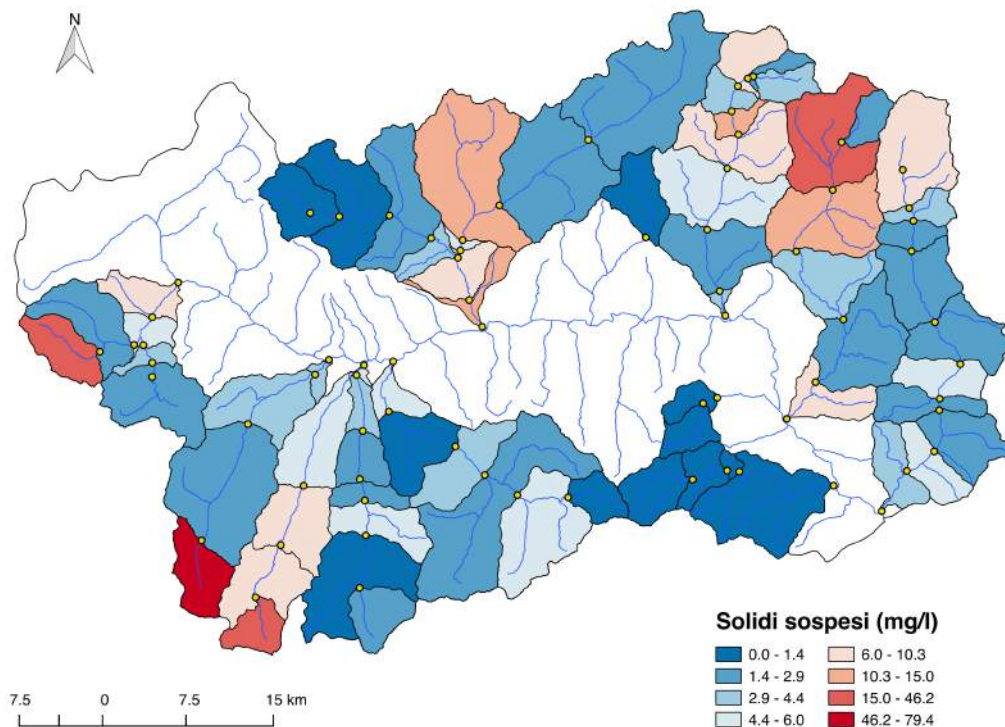 N
Solidi sospesi (mg/l)
0.0 - 1.4
6.0 - 10.3
1.4 - 2.9
10.3 - 15.0
2.9 - 4.4
15.0 - 46.2
4.4 - 6.0
46.2 - 79.4
7.5 0 7.5 15 km